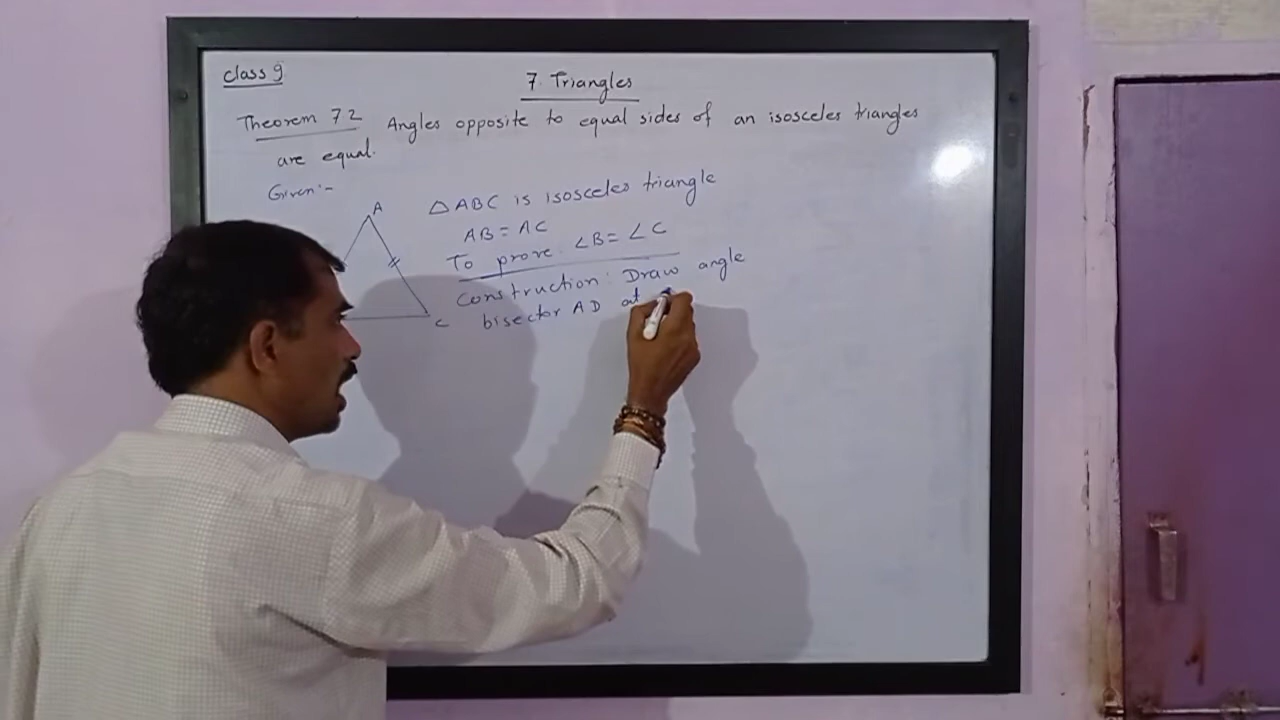 class 9
7. Triangles
Theorem 7.2 Angles opposite to equal sides of an isosceles triangles
are equal.
Given:-
A
C
△ABC is isosceles triangle
AB = AC
To prove. ∠B = ∠C
Construction: Draw angle
bisector AD at